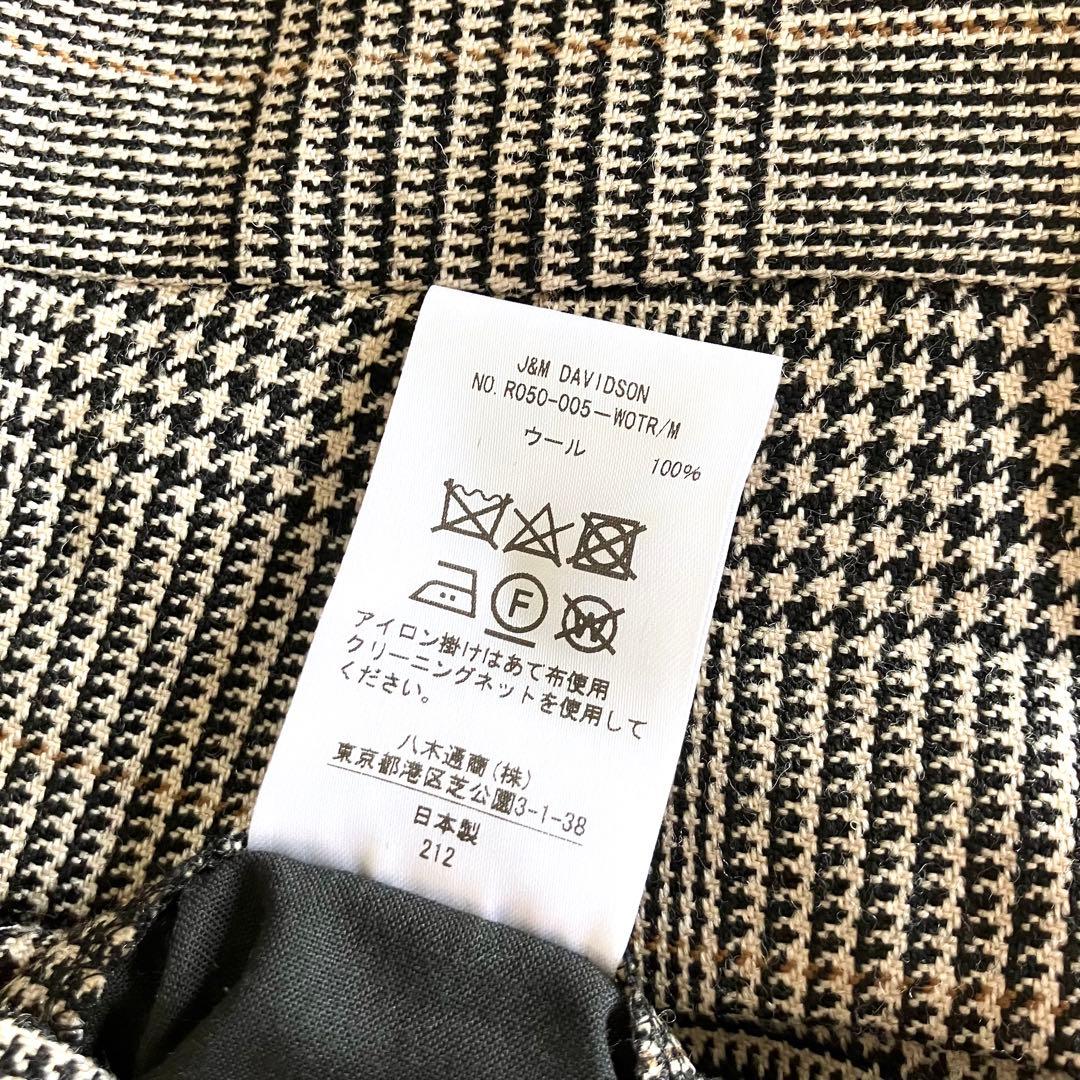 J&M DAVIDSON
NO. R050-005-WOTR/M
ウール 100%
F
W
アイロン掛けはあて布使用
クリーニングネットを使用して
ください。
八木通商(株)
東京都港区芝公園3-1-38
日本製
212